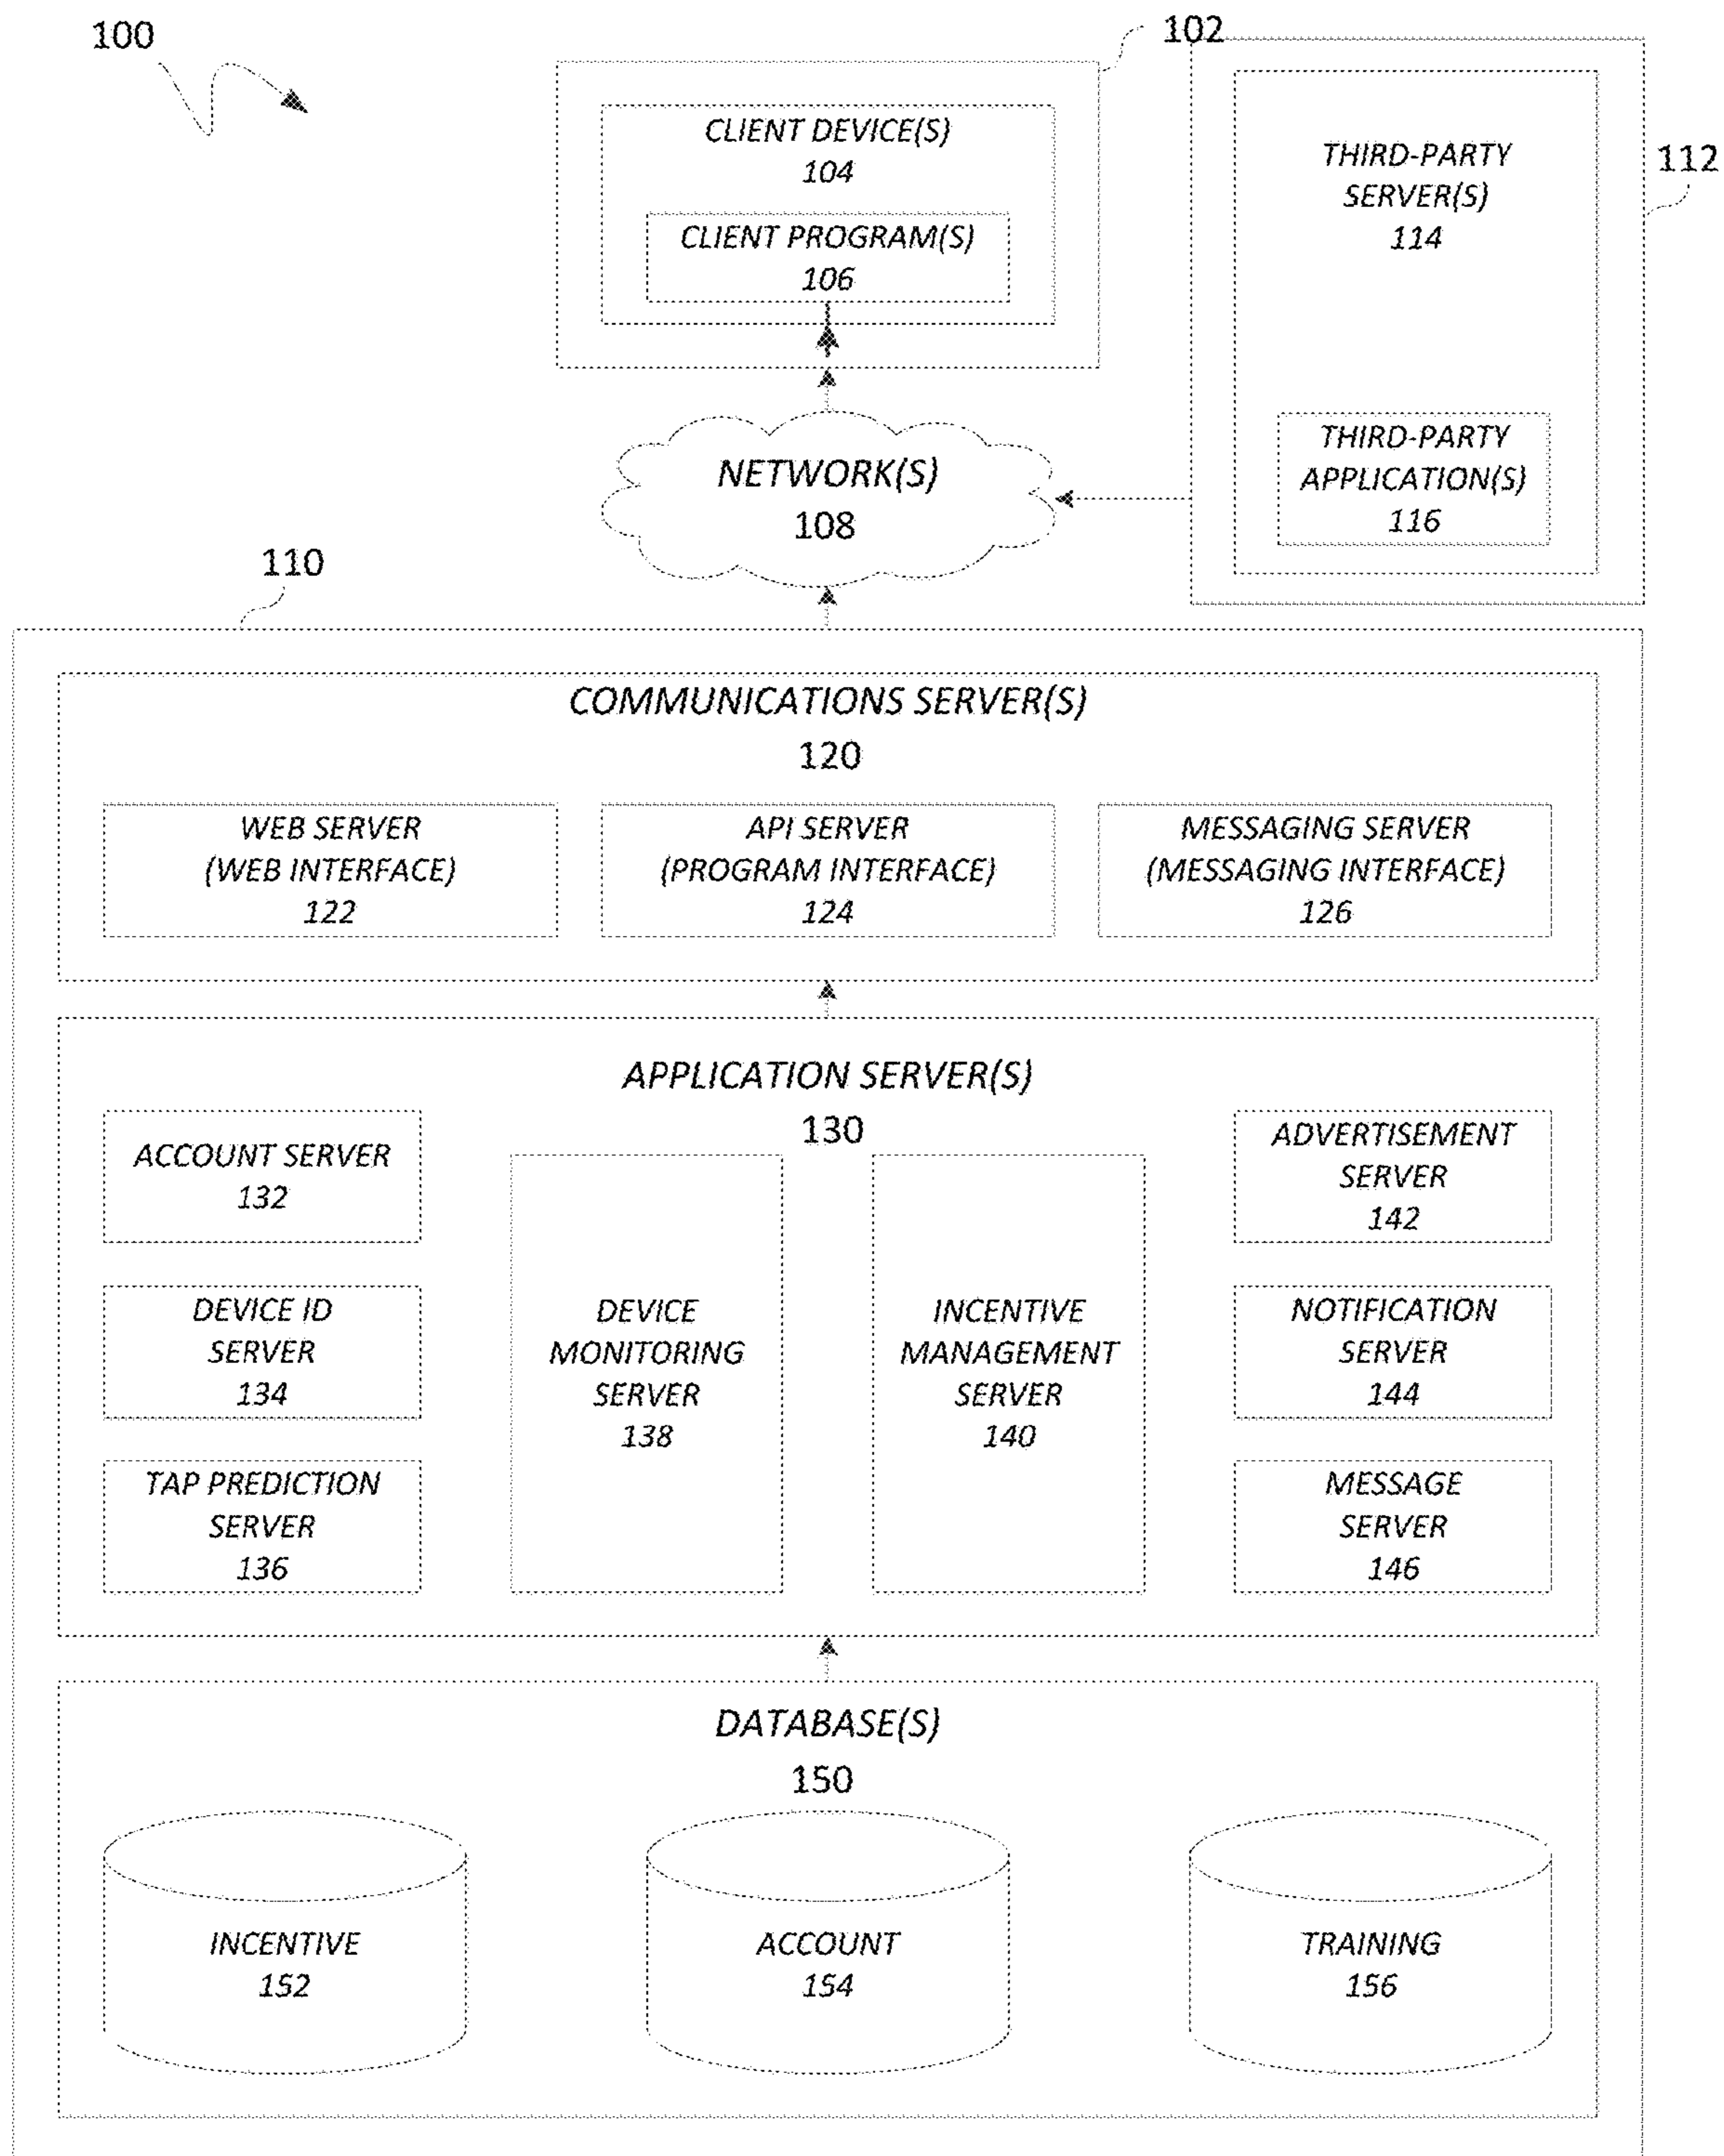 100
102
CLIENT DEVICE(S)
104
CLIENT PROGRAM(S)
106
THIRD-PARTY
SERVER(S)
114
112
THIRD-PARTY
APPLICATION(S)
116
NETWORK(S)
108
110
COMMUNICATIONS SERVER(S)
120
WEB SERVER
(WEB INTERFACE)
122
API SERVER
(PROGRAM INTERFACE)
124
MESSAGING SERVER
(MESSAGING INTERFACE)
126
APPLICATION SERVER(S)
130
ACCOUNT SERVER
132
DEVICE ID
SERVER
134
TAP PREDICTION
SERVER
136
DEVICE
MONITORING
SERVER
138
INCENTIVE
MANAGEMENT
SERVER
140
ADVERTISEMENT
SERVER
142
NOTIFICATION
SERVER
144
MESSAGE
SERVER
146
DATABASE(S)
150
INCENTIVE
152
ACCOUNT
154
TRAINING
156